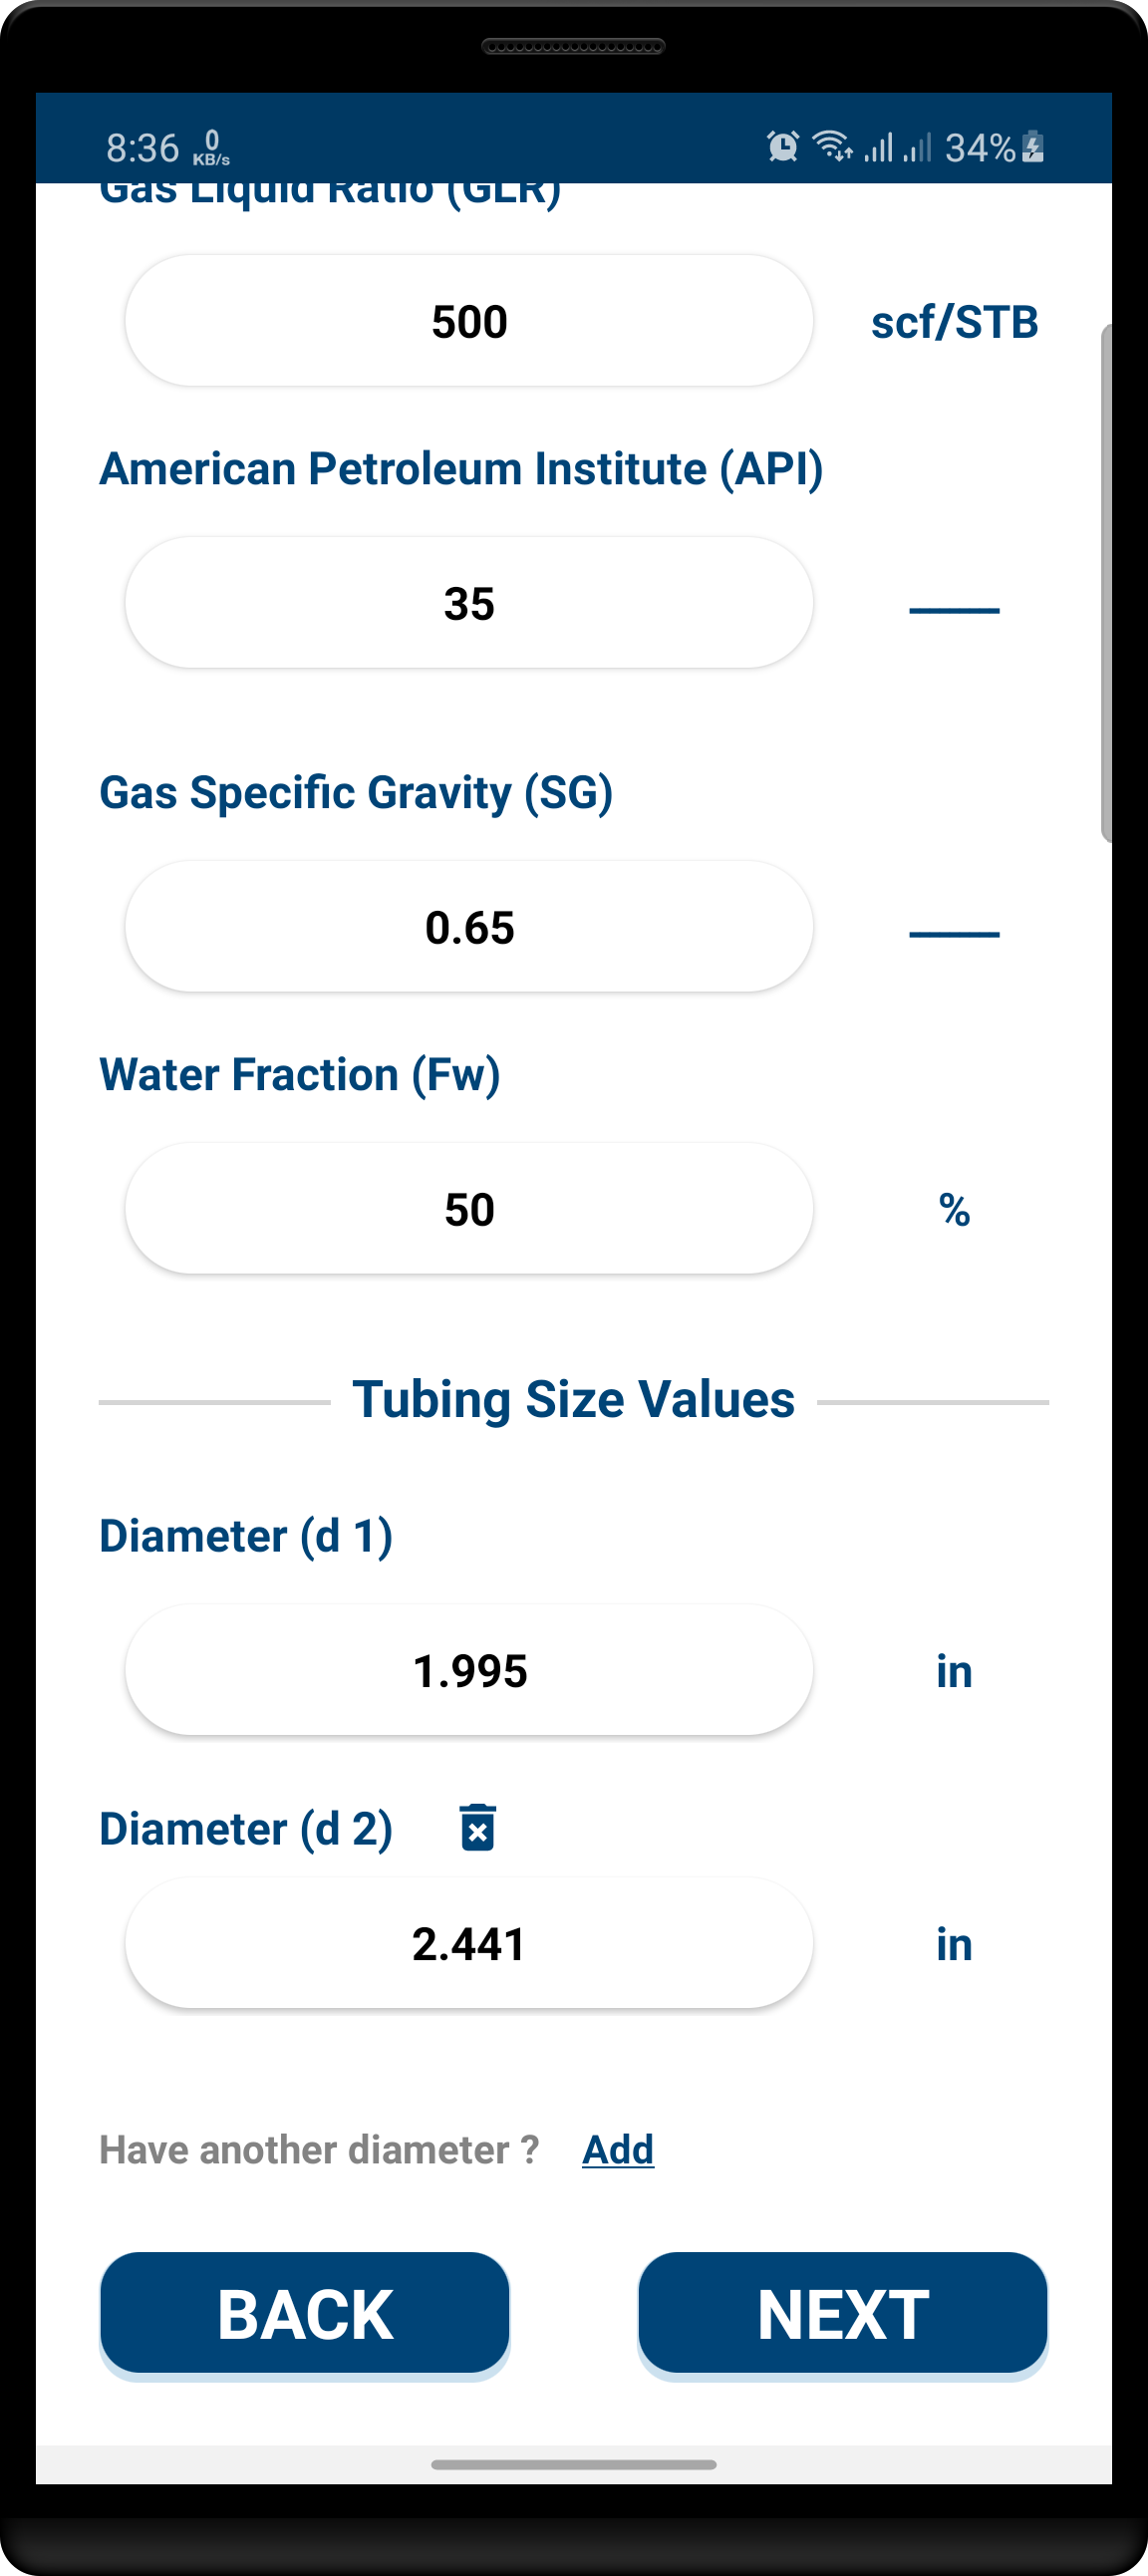 8:36 0 KB/s 34%
Gas Liquid Ratio (GLR)
500 scf/STB
American Petroleum Institute (API)
35
Gas Specific Gravity (SG)
0.65
Water Fraction (Fw)
50 %
Tubing Size Values
Diameter (d 1)
1.995 in
Diameter (d 2)
2.441 in
Have another diameter ? Add
BACK NEXT